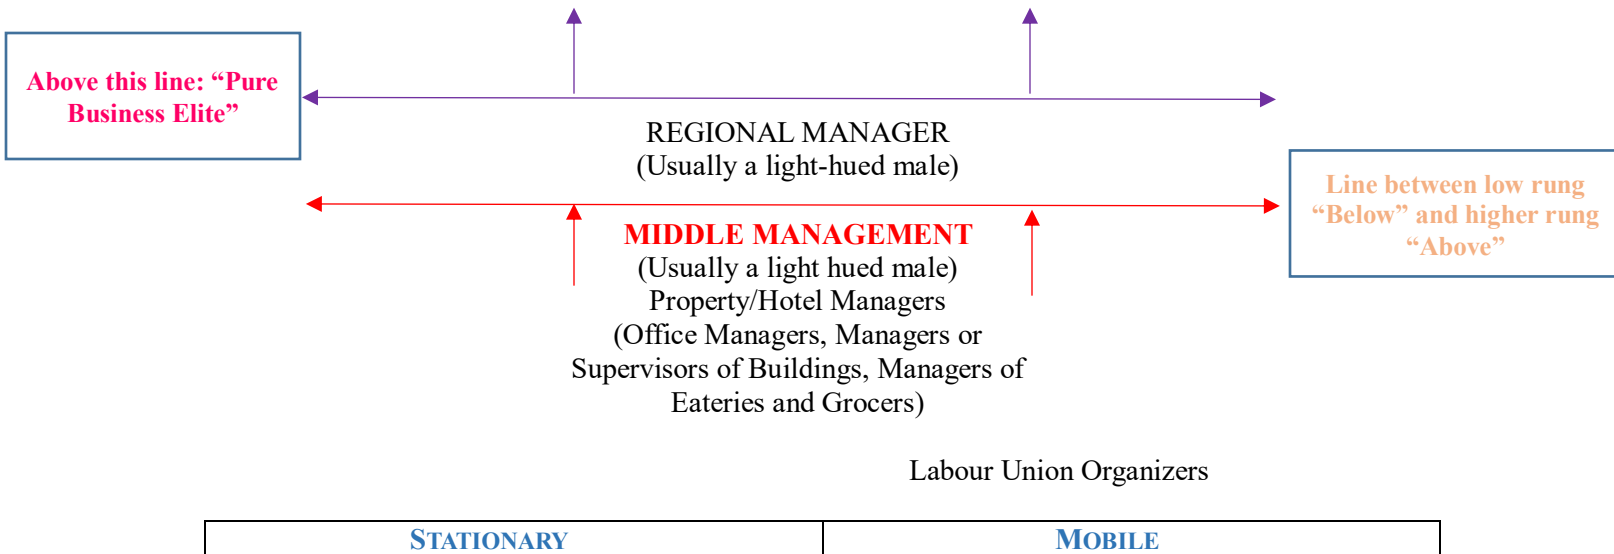 Above this line: “Pure
Business Elite”
REGIONAL MANAGER
(Usually a light-hued male)
Line between low rung
“Below” and higher rung
“Above”
MIDDLE MANAGEMENT
(Usually a light hued male)
Property/Hotel Managers
(Office Managers, Managers or
Supervisors of Buildings, Managers of
Eateries and Grocers)
Labour Union Organizers
STATIONARY
MOBILE